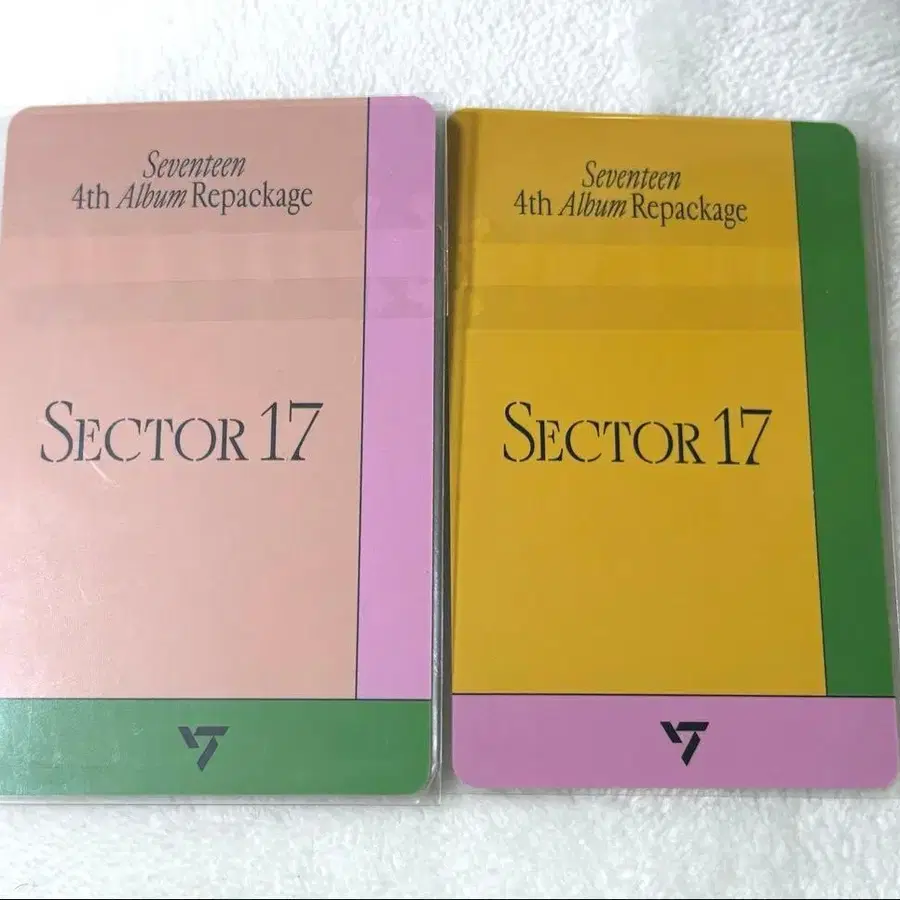 Seventeen
4th Album Repackage
SECTOR 17
Seventeen
4th Album Repackage
SECTOR 17